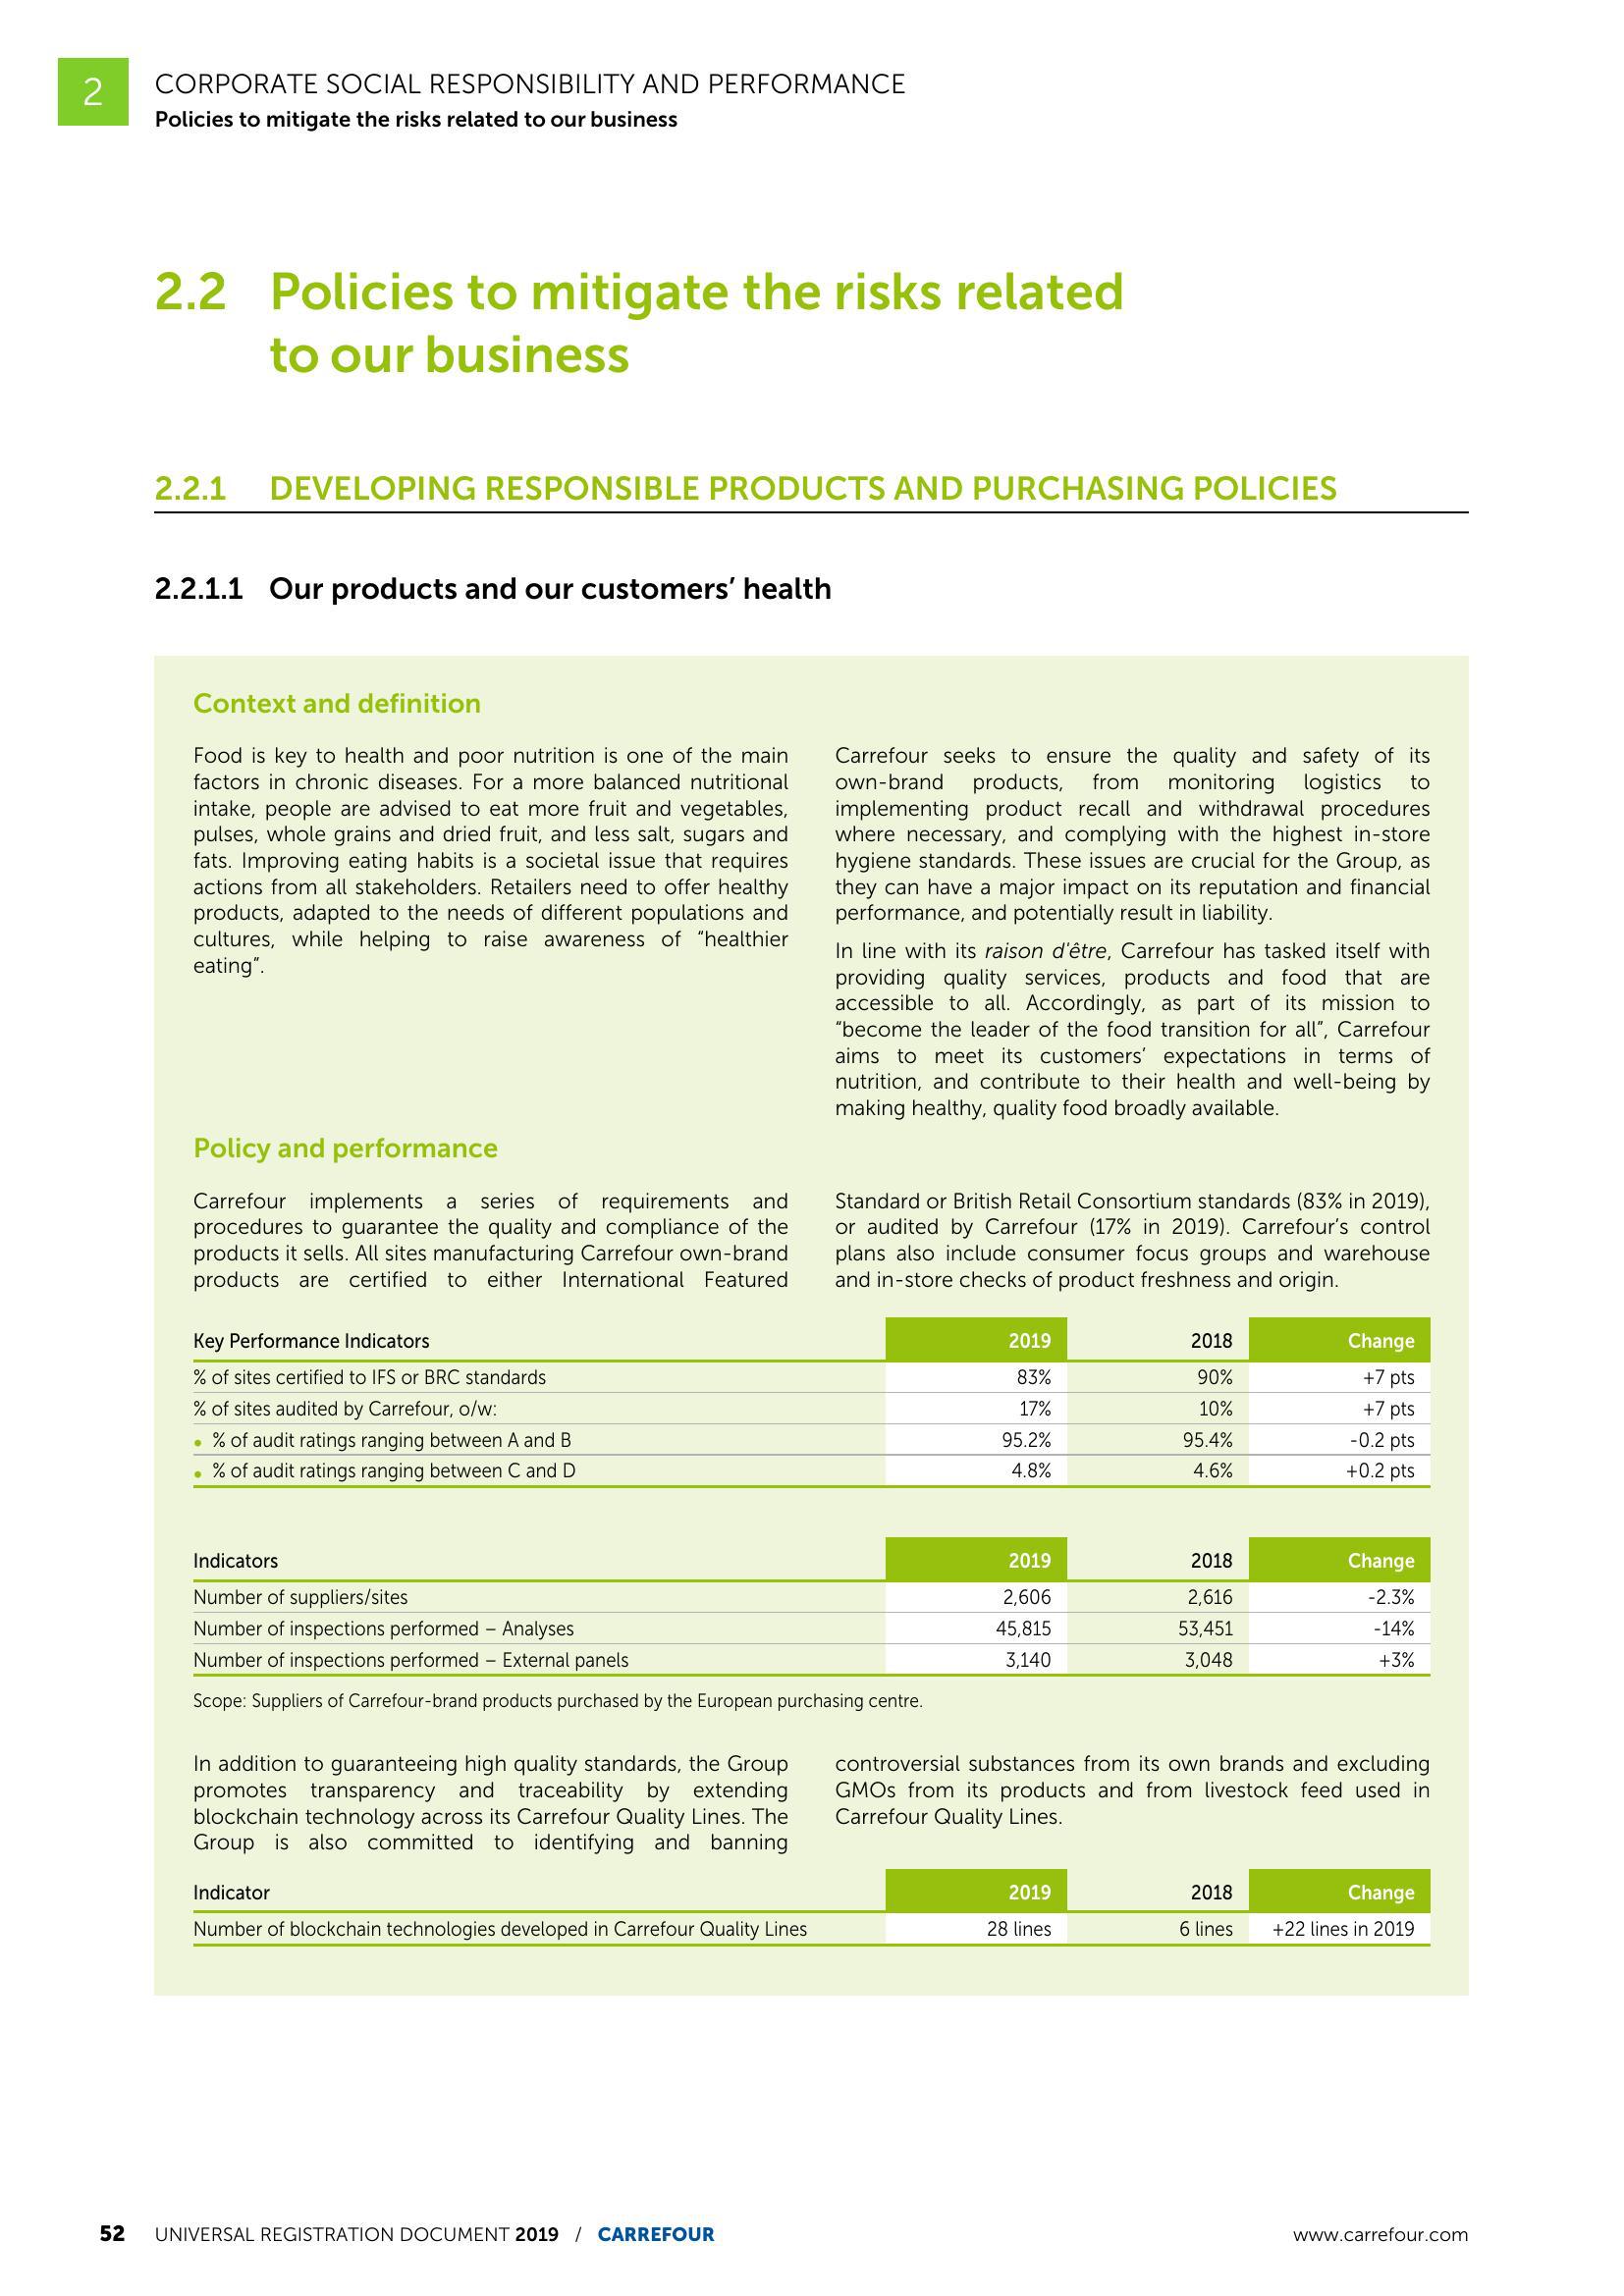 2
CORPORATE SOCIAL RESPONSIBILITY AND PERFORMANCE
Policies to mitigate the risks related to our business
2.2 Policies to mitigate the risks related
to our business
2.2.1 DEVELOPING RESPONSIBLE PRODUCTS AND PURCHASING POLICIES
2.2.1.1 Our products and our customers’ health
Context and definition
Food is key to health and poor nutrition is one of the main
factors in chronic diseases. For a more balanced nutritional
intake, people are advised to eat more fruit and vegetables,
pulses, whole grains and dried fruit, and less salt, sugars and
fats. Improving eating habits is a societal issue that requires
actions from all stakeholders. Retailers need to offer healthy
products, adapted to the needs of different populations and
cultures, while helping to raise awareness of “healthier
eating”.
Carrefour seeks to ensure the quality and safety of its
own-brand products, from monitoring logistics to
implementing product recall and withdrawal procedures
where necessary, and complying with the highest in-store
hygiene standards. These issues are crucial for the Group, as
they can have a major impact on its reputation and financial
performance, and potentially result in liability.
In line with its raison d’être, Carrefour has tasked itself with
providing quality services, products and food that are
accessible to all. Accordingly, as part of its mission to
“become the leader of the food transition for all”, Carrefour
aims to meet its customers’ expectations in terms of
nutrition, and contribute to their health and well-being by
making healthy, quality food broadly available.
Policy and performance
Carrefour implements a series of requirements and
procedures to guarantee the quality and compliance of the
products it sells. All sites manufacturing Carrefour own-brand
products are certified to either International Featured
Standard or British Retail Consortium standards (83% in 2019),
or audited by Carrefour (17% in 2019). Carrefour’s control
plans also include consumer focus groups and warehouse
and in-store checks of product freshness and origin.
Key Performance Indicators 2019 2018 Change
% of sites certified to IFS or BRC standards 83% 90% +7 pts
% of sites audited by Carrefour, o/w: 17% 10% +7 pts
• % of audit ratings ranging between A and B 95.2% 95.4% -0.2 pts
• % of audit ratings ranging between C and D 4.8% 4.6% +0.2 pts
Indicators 2019 2018 Change
Number of suppliers/sites 2,606 2,616 -2.3%
Number of inspections performed – Analyses 45,815 53,451 -14%
Number of inspections performed – External panels 3,140 3,048 +3%
Scope: Suppliers of Carrefour-brand products purchased by the European purchasing centre.
In addition to guaranteeing high quality standards, the Group
promotes transparency and traceability by extending
blockchain technology across its Carrefour Quality Lines. The
Group is also committed to identifying and banning
controversial substances from its own brands and excluding
GMOs from its products and from livestock feed used in
Carrefour Quality Lines.
Indicator 2019 2018 Change
Number of blockchain technologies developed in Carrefour Quality Lines 28 lines 6 lines +22 lines in 2019
52 UNIVERSAL REGISTRATION DOCUMENT 2019 / CARREFOUR www.carrefour.com